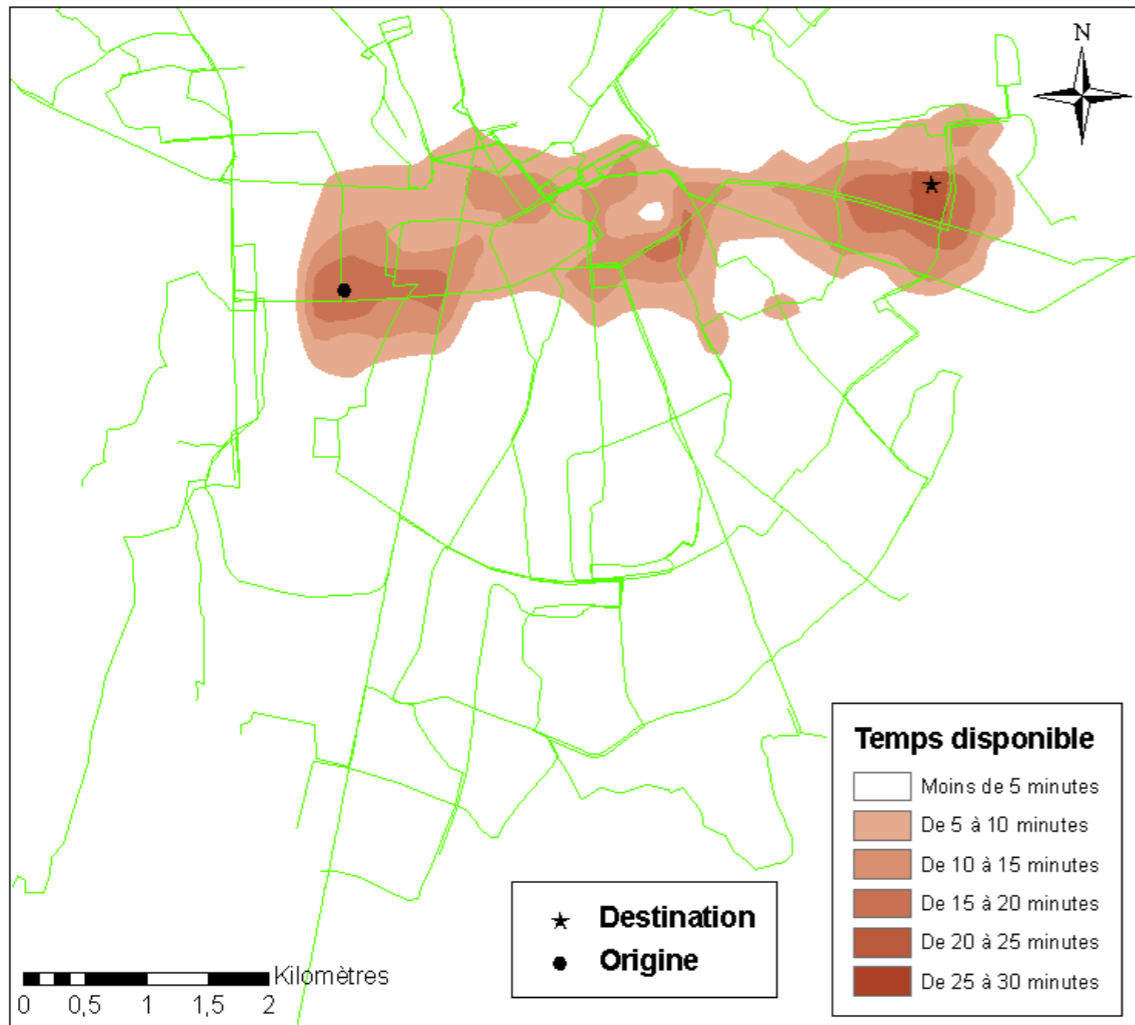 N
Temps disponible
Moins de 5 minutes
De 5 à 10 minutes
De 10 à 15 minutes
De 15 à 20 minutes
De 20 à 25 minutes
De 25 à 30 minutes
Destination
Origine
Kilomètres
0 0,5 1 1,5 2